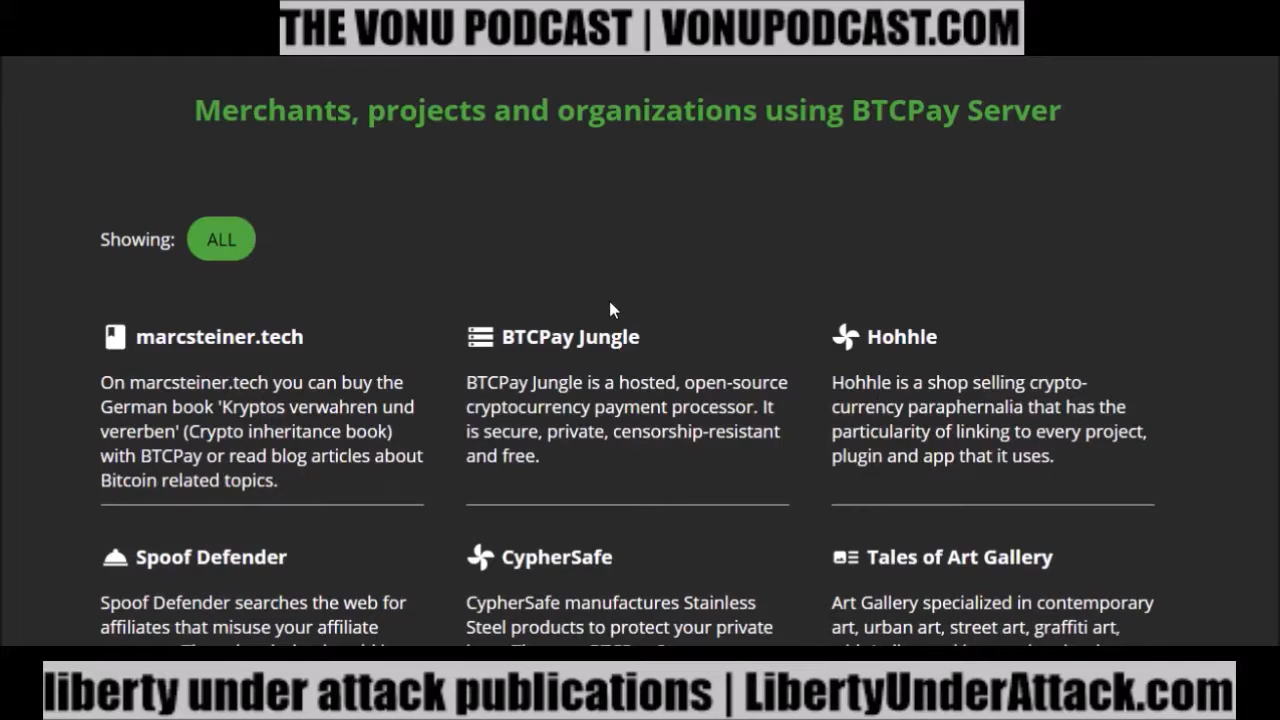 THE VONU PODCAST | VONUPODCAST.COM
Merchants, projects and organizations using BTCPay Server
Showing: ALL
marcsteiner.tech
On marcsteiner.tech you can buy the
German book 'Kryptos verwahren und
vererben' (Crypto inheritance book)
with BTCPay or read blog articles about
Bitcoin related topics.
BTCPay Jungle
BTCPay Jungle is a hosted, open-source
cryptocurrency payment processor. It
is secure, private, censorship-resistant
and free.
Hohhle
Hohhle is a shop selling crypto-
currency paraphernalia that has the
particularity of linking to every project,
plugin and app that it uses.
Spoof Defender
Spoof Defender searches the web for
affiliates that misuse your affiliate
CypherSafe
CypherSafe manufactures Stainless
Steel products to protect your private
Tales of Art Gallery
Art Gallery specialized in contemporary
art, urban art, street art, graffiti art,
liberty under attack publications | LibertyUnderAttack.com